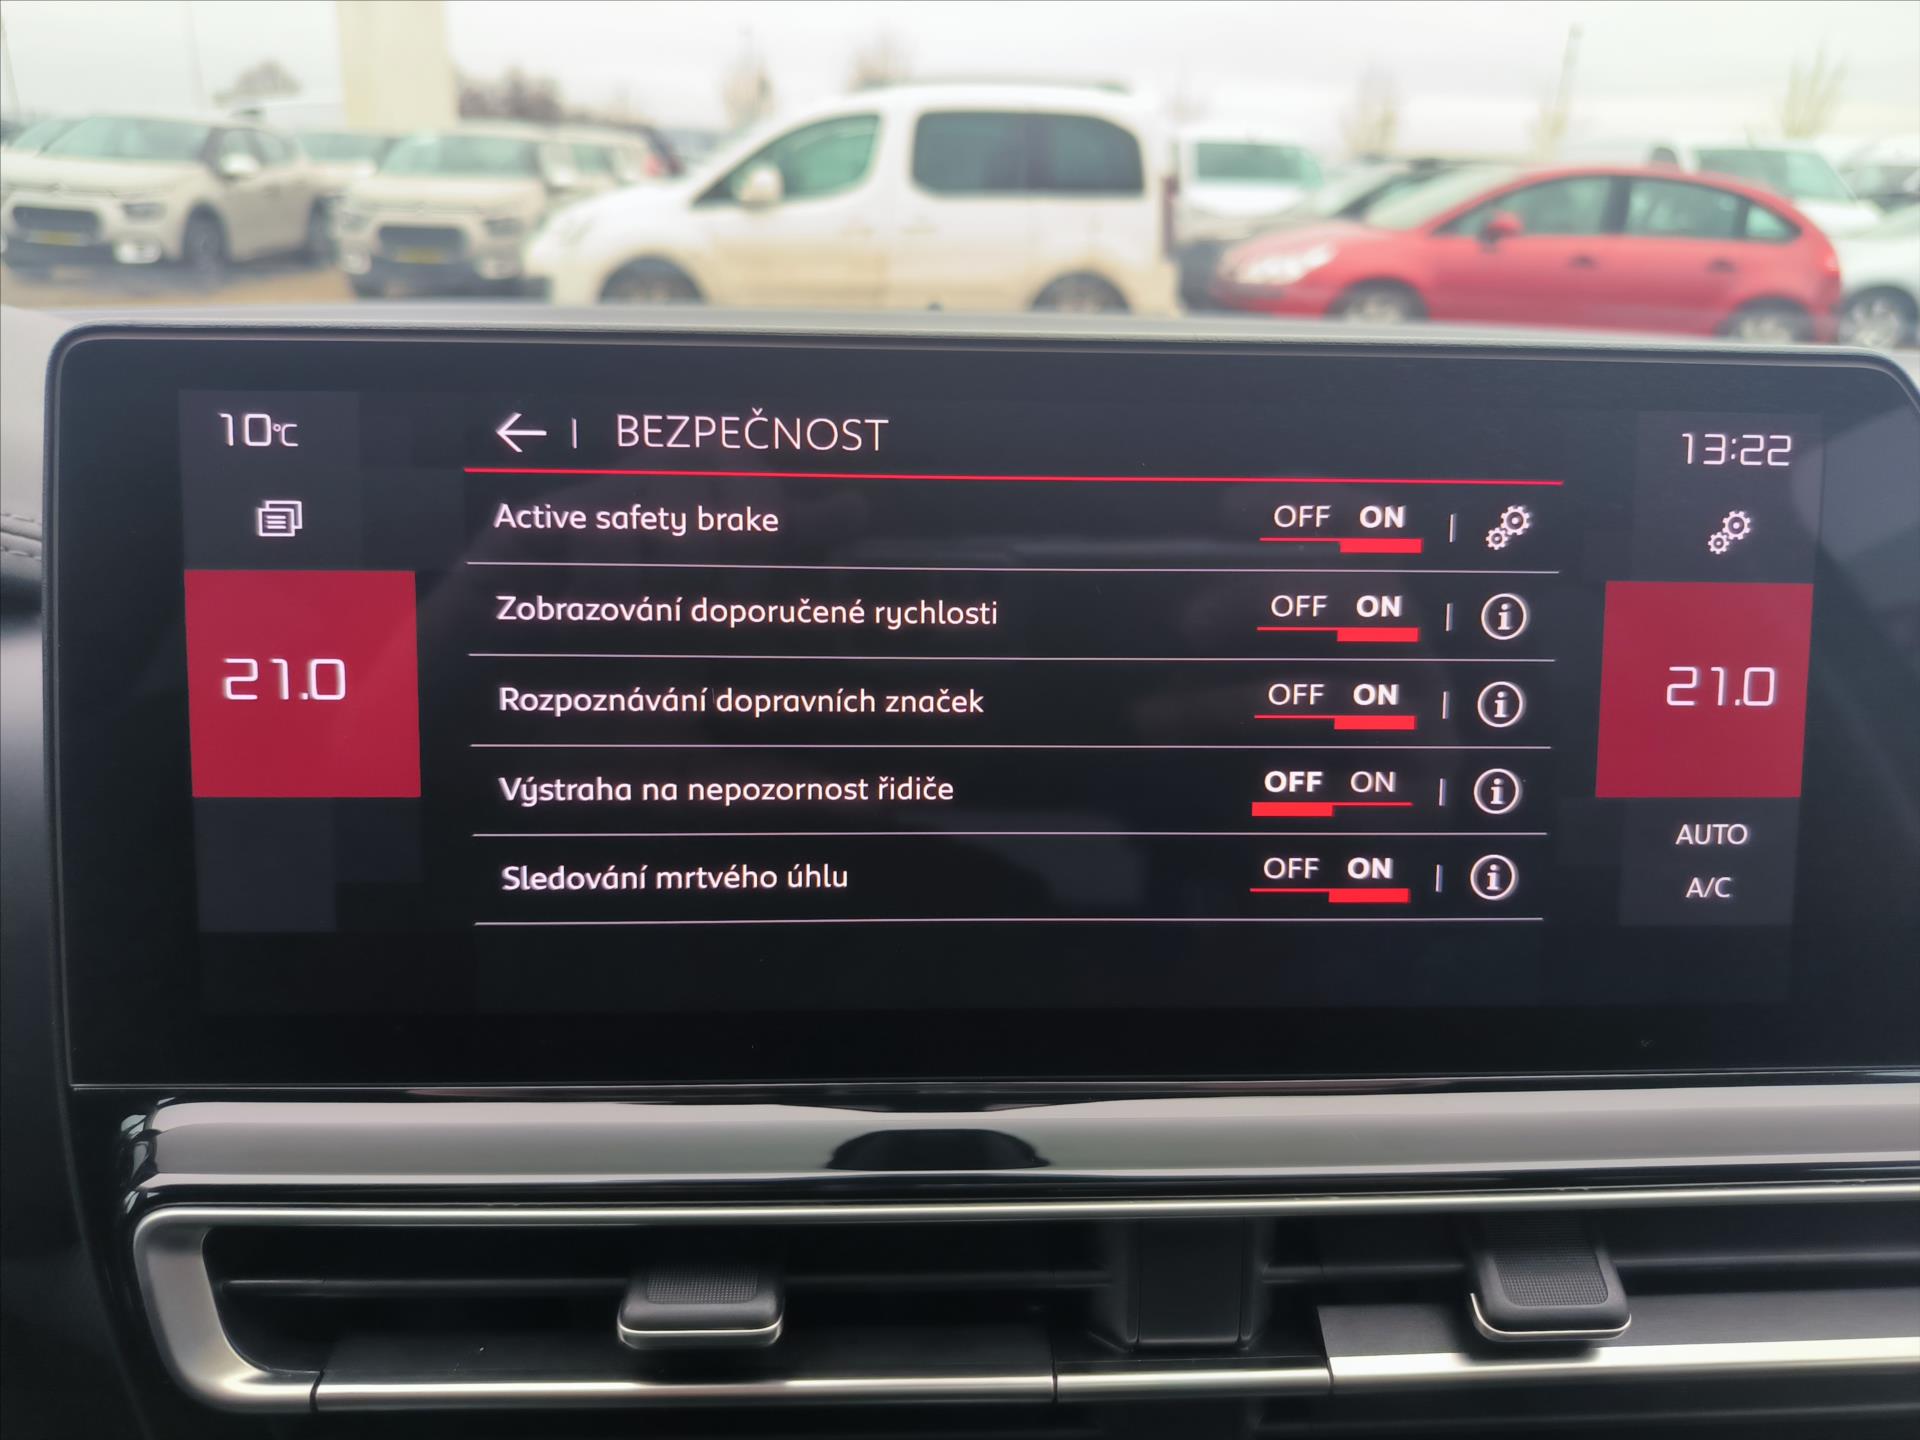 10°C
← | BEZPEČNOST
13:22
Active safety brake OFF ON
Zobrazování doporučené rychlosti OFF ON
21.0
Rozpoznávání dopravních značek OFF ON
21.0
Výstraha na nepozornost řidiče OFF ON
AUTO
Sledování mrtvého úhlu OFF ON
A/C